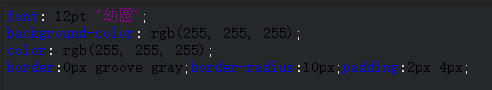 font: 12pt "幼圆";
background-color: rgb(255, 255, 255);
color: rgb(255, 255, 255);
border:0px groove gray;border-radius:10px;padding:2px 4px;